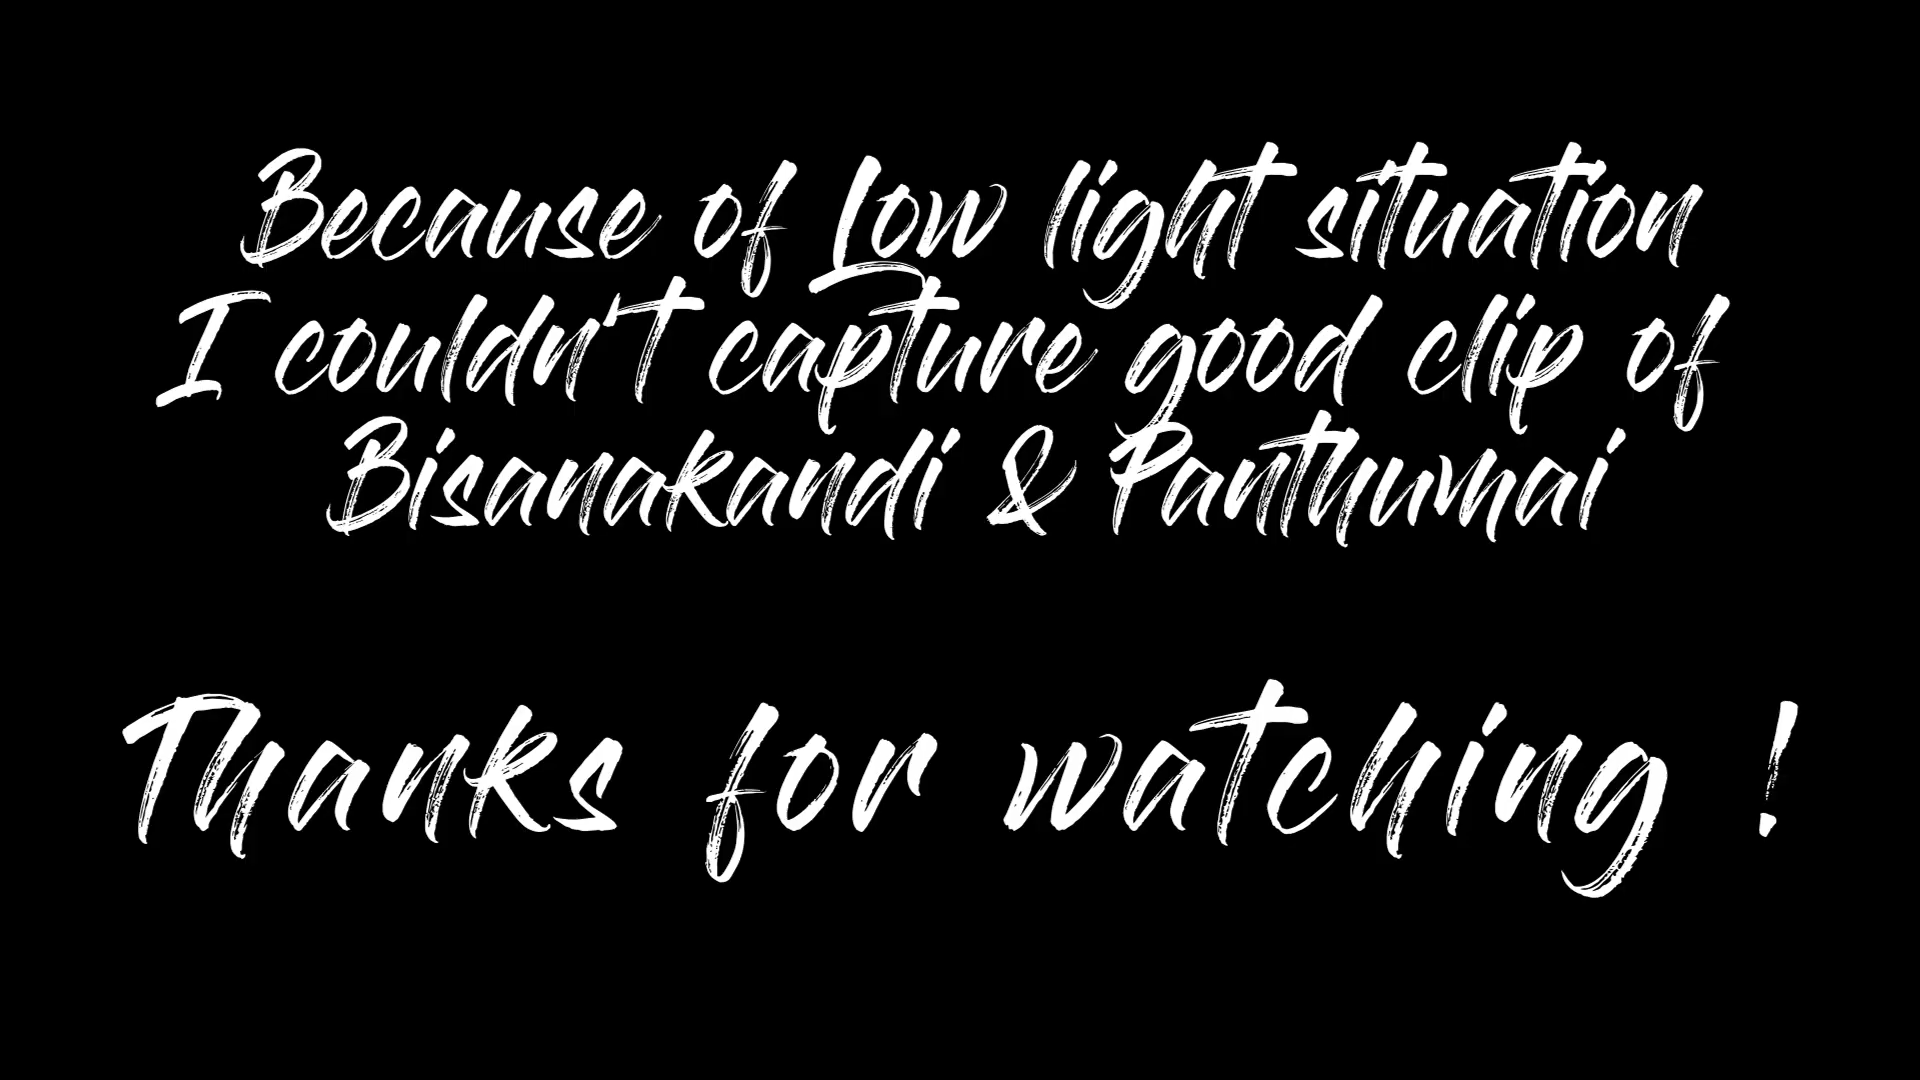 Because of Low light situation
I couldn't capture good clip of
Bisanakandi & Panthumai
Thanks for watching !